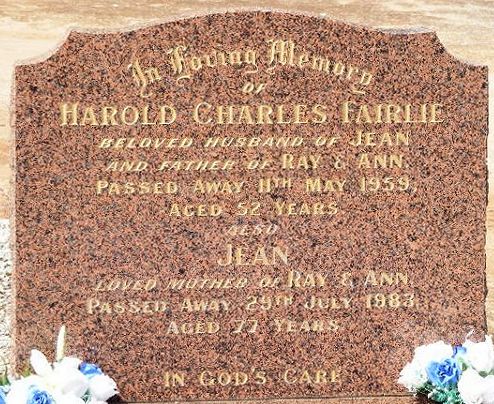 In Loving Memory
OF
HAROLD CHARLES FAIRLIE
BELOVED HUSBAND OF JEAN
AND FATHER OF RAY & ANN.
PASSED AWAY 11TH MAY 1959,
AGED 52 YEARS
ALSO
JEAN
LOVED MOTHER OF RAY & ANN.
PASSED AWAY 29TH JULY 1983.
AGED 77 YEARS
IN GOD'S CARE